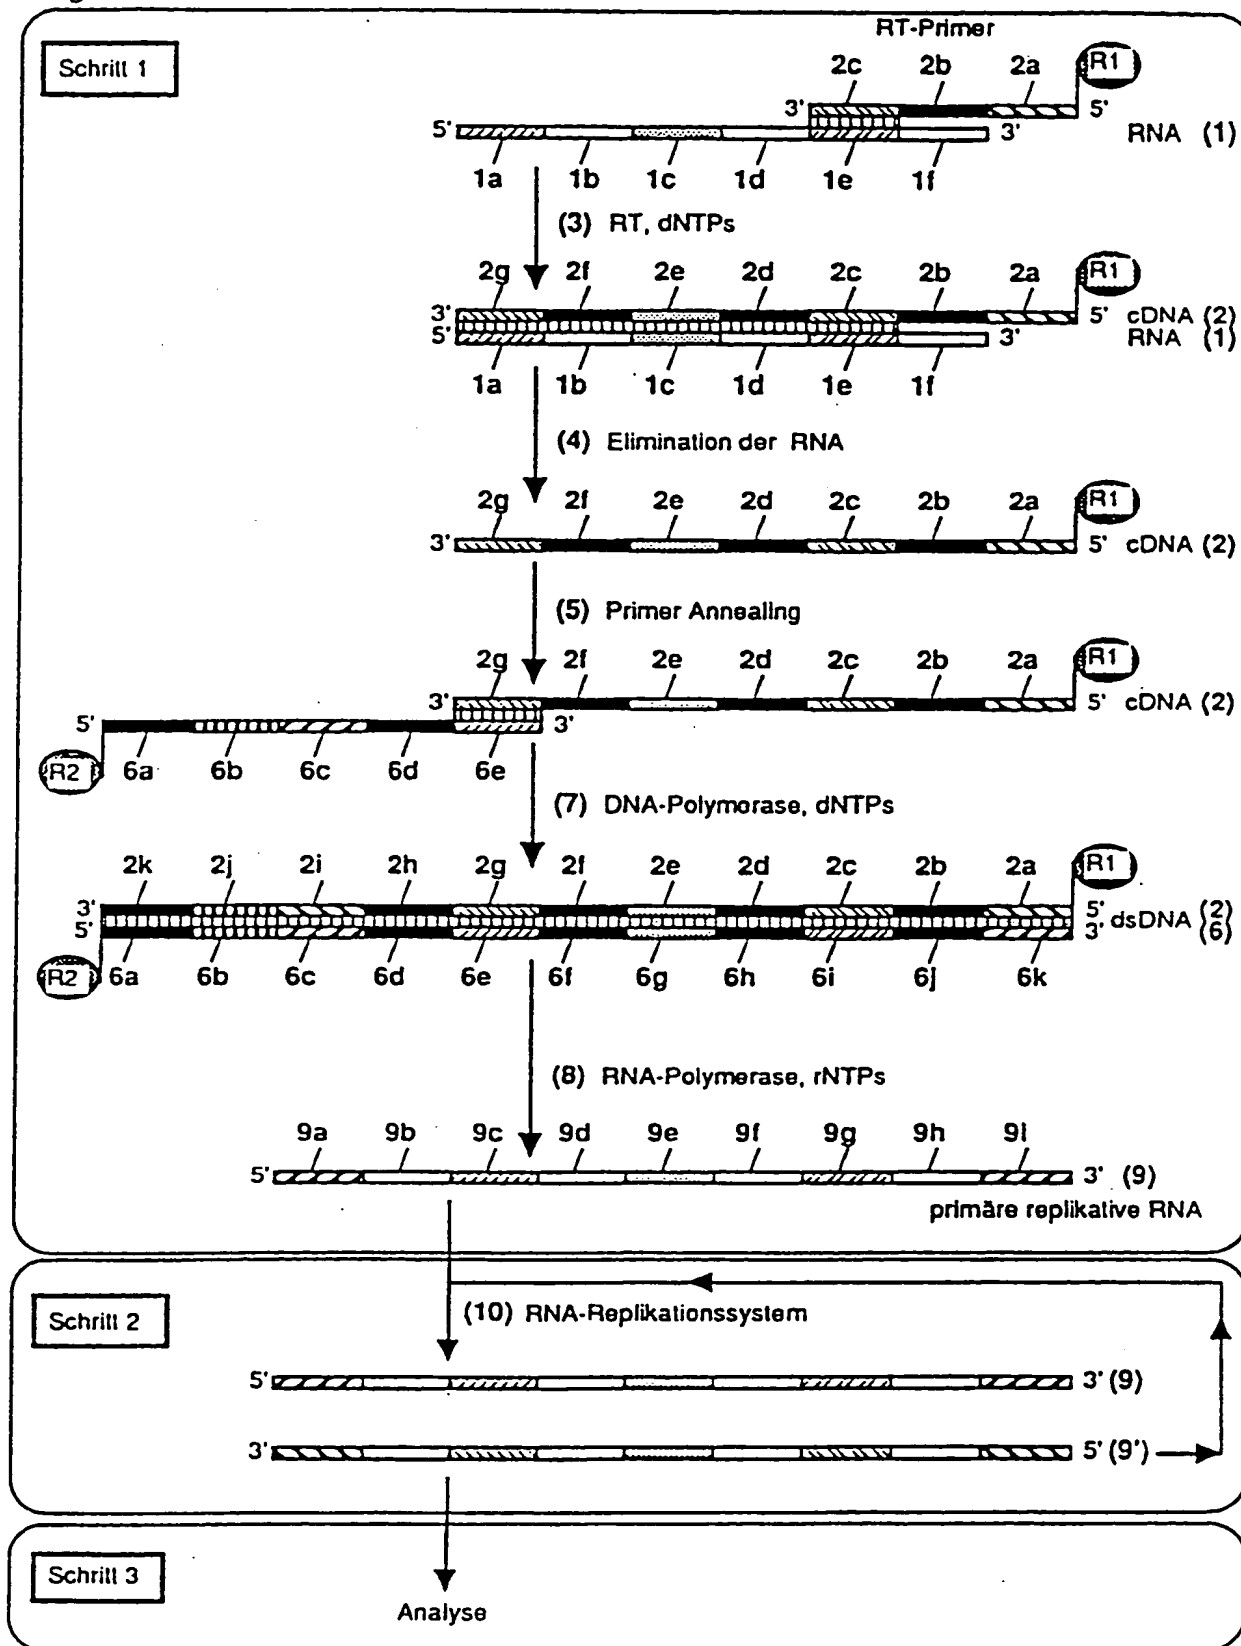 RT-Primer
Schritt 1
2c 2b 2a R1
3' 5'
5' 3' RNA (1)
1a 1b 1c 1d 1e 1f
(3) RT, dNTPs
2g 2f 2e 2d 2c 2b 2a R1
3' 5' cDNA (2)
5' 3' RNA (1)
1a 1b 1c 1d 1e 1f
(4) Elimination der RNA
2g 2f 2e 2d 2c 2b 2a R1
3' 5' cDNA (2)
(5) Primer Annealing
2g 2f 2e 2d 2c 2b 2a R1
3' 5' cDNA (2)
5' 3'
R2 6a 6b 6c 6d 6e
(7) DNA-Polymerase, dNTPs
2k 2j 2i 2h 2g 2f 2e 2d 2c 2b 2a R1
3' 5' dsDNA (2)
5' 3' (6)
R2 6a 6b 6c 6d 6e 6f 6g 6h 6i 6j 6k
(8) RNA-Polymerase, rNTPs
9a 9b 9c 9d 9e 9f 9g 9h 9i
5' 3' (9)
primäre replikative RNA
Schritt 2
(10) RNA-Replikationssystem
5' 3' (9)
3' 5' (9')
Schritt 3
Analyse